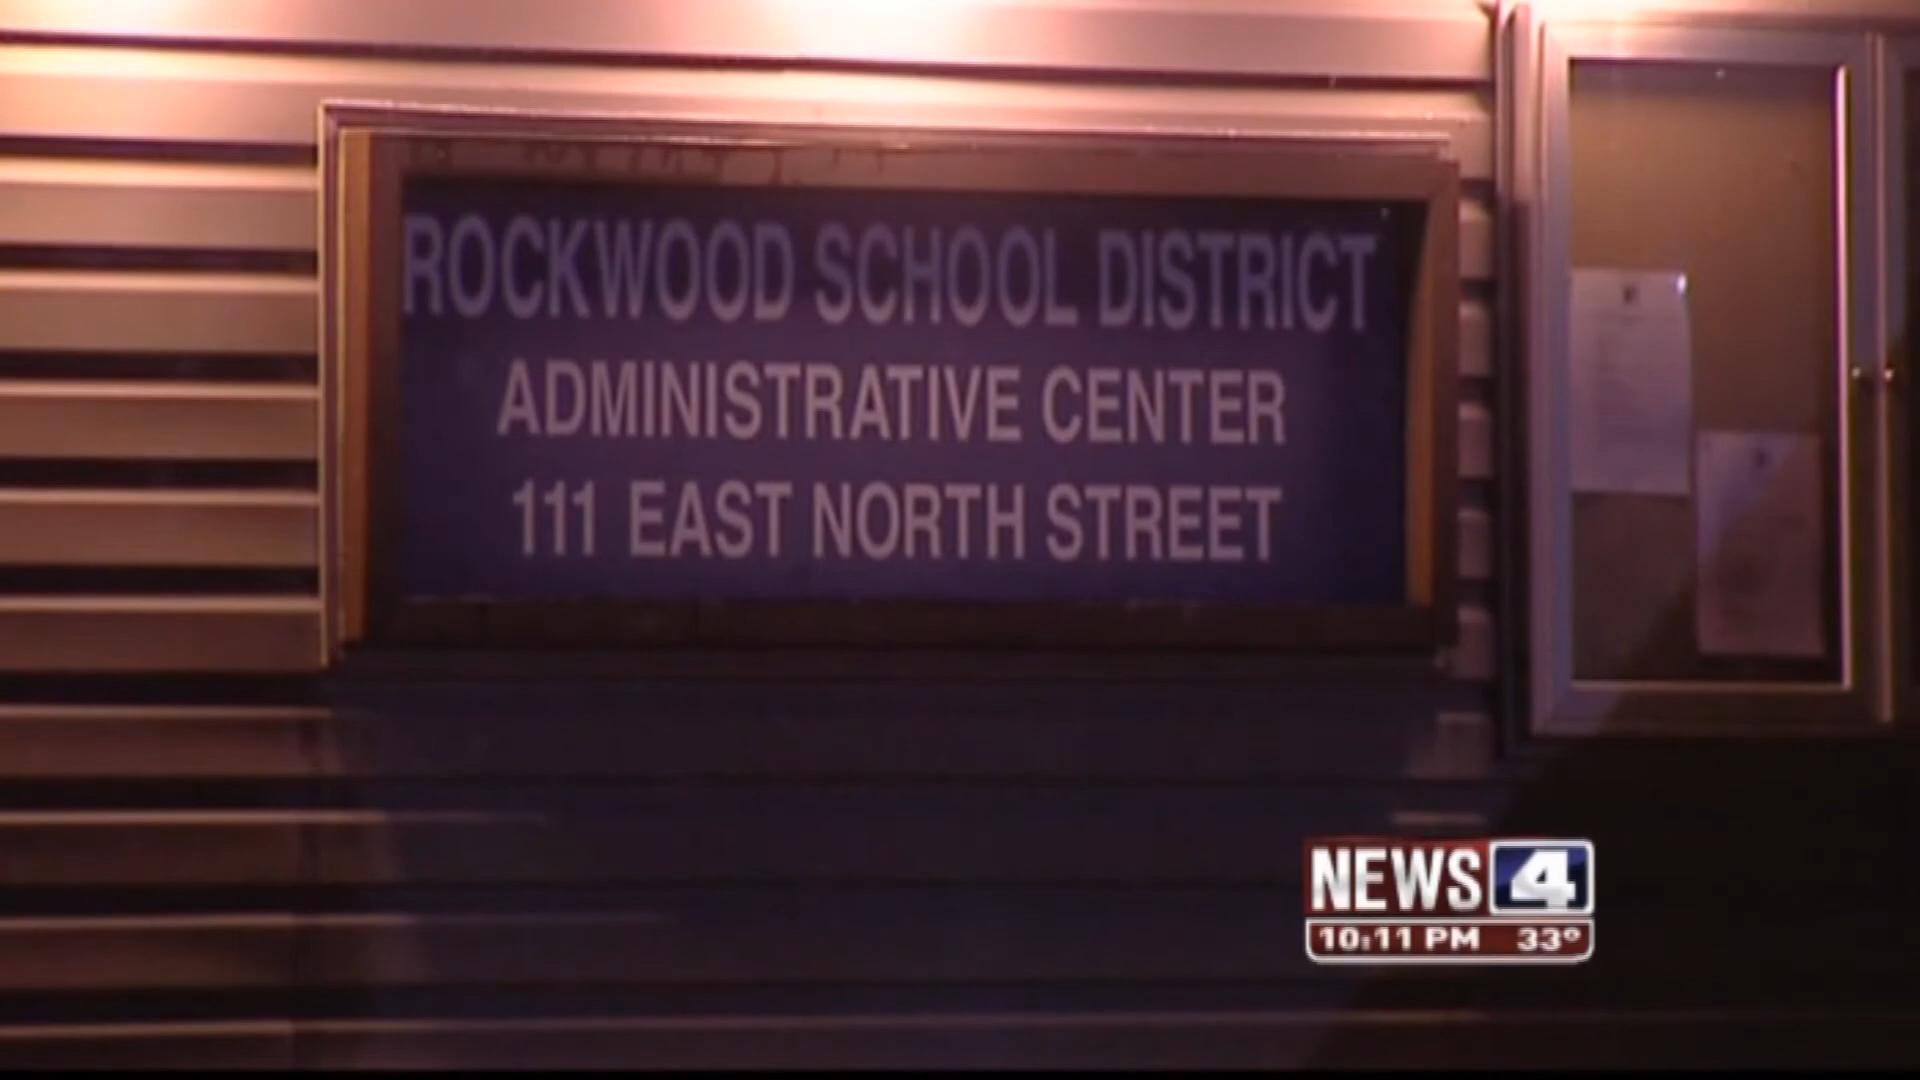 ROCKWOOD SCHOOL DISTRICT
ADMINISTRATIVE CENTER
111 EAST NORTH STREET
NEWS 4
10:11 PM 33°